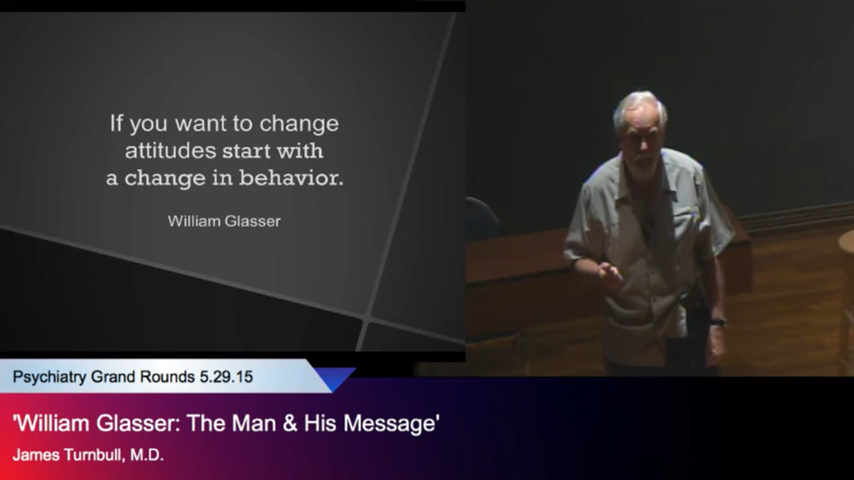 If you want to change
attitudes start with
a change in behavior.
William Glasser
Psychiatry Grand Rounds 5.29.15
'William Glasser: The Man & His Message'
James Turnbull, M.D.